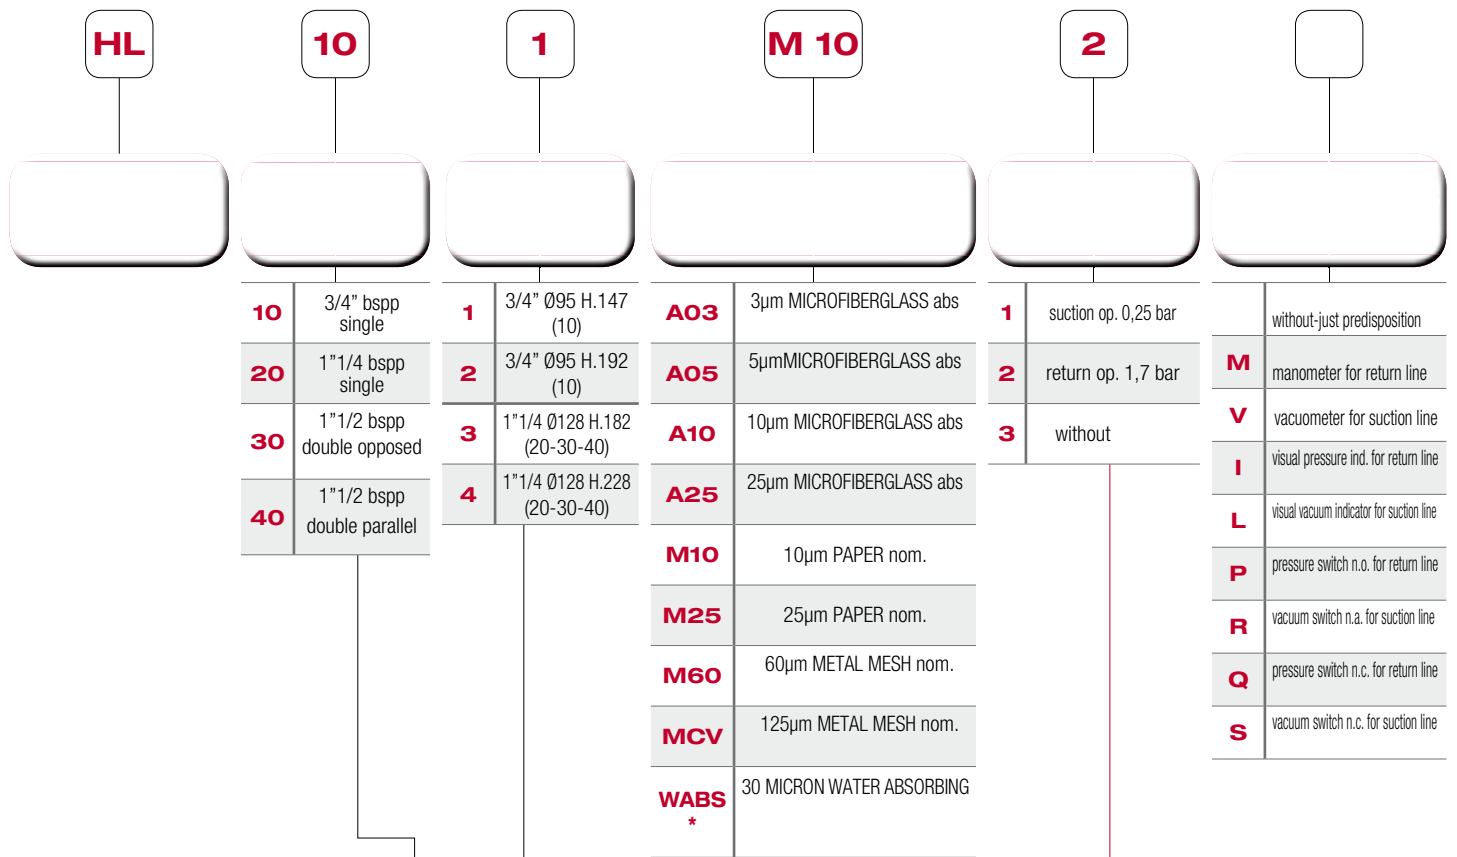 HL 10 1 M 10 2
10 3/4” bspp
single
20 1”1/4 bspp
single
30 1”1/2 bspp
double opposed
40 1”1/2 bspp
double parallel
1 3/4” Ø95 H.147
(10)
2 3/4” Ø95 H.192
(10)
3 1”1/4 Ø128 H.182
(20-30-40)
4 1”1/4 Ø128 H.228
(20-30-40)
A03 3µm MICROFIBERGLASS abs
A05 5µmMICROFIBERGLASS abs
A10 10µm MICROFIBERGLASS abs
A25 25µm MICROFIBERGLASS abs
M10 10µm PAPER nom.
M25 25µm PAPER nom.
M60 60µm METAL MESH nom.
MCV 125µm METAL MESH nom.
WABS 30 MICRON WATER ABSORBING
*
1 suction op. 0,25 bar
2 return op. 1,7 bar
3 without
without-just predisposition
M manometer for return line
V vacuometer for suction line
I visual pressure ind. for return line
L visual vacuum indicator for suction line
P pressure switch n.o. for return line
R vacuum switch n.a. for suction line
Q pressure switch n.c. for return line
S vacuum switch n.c. for suction line